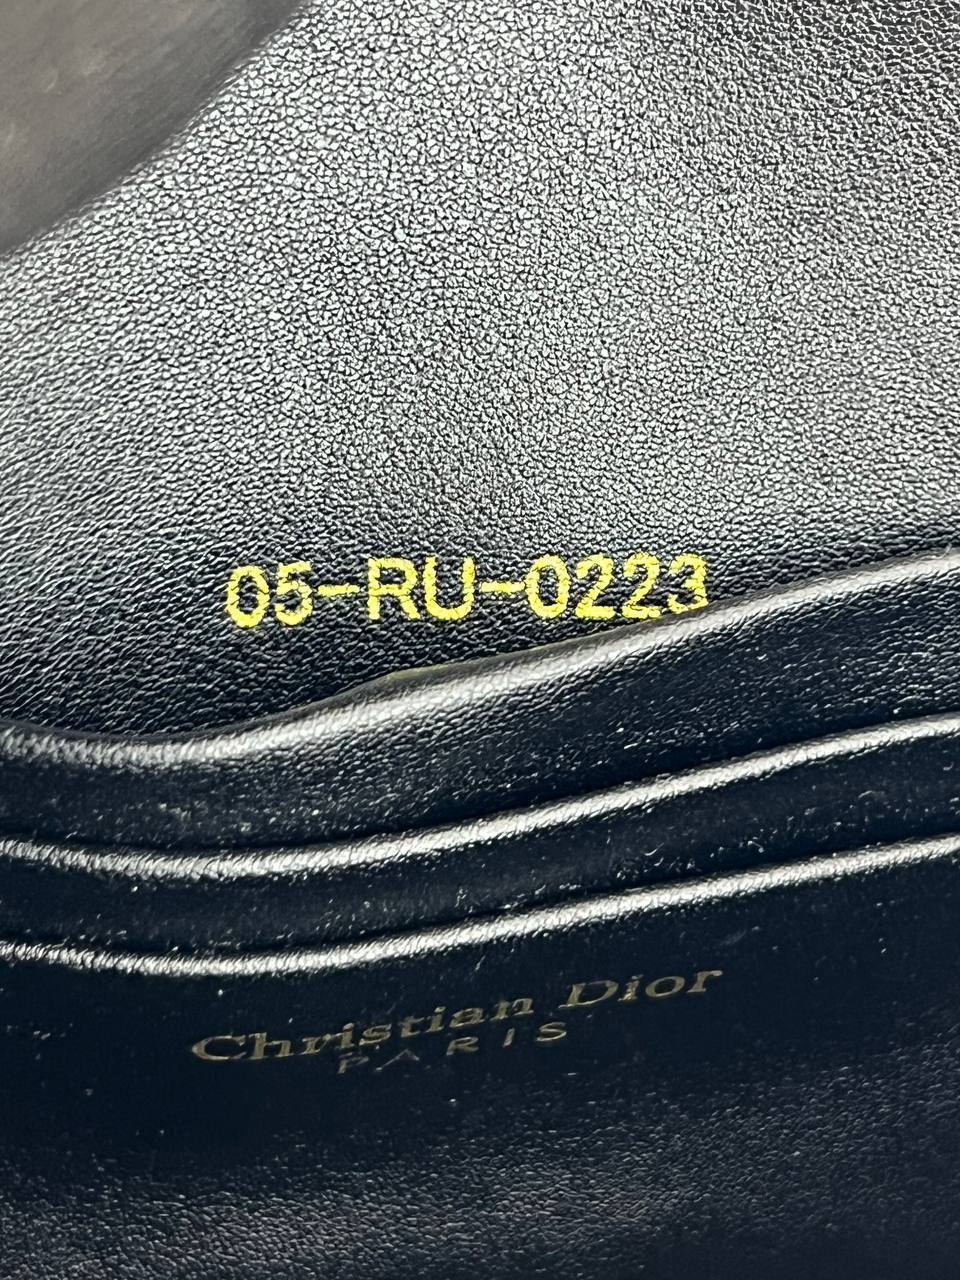 05-RU-0223
Christian Dior
PARIS